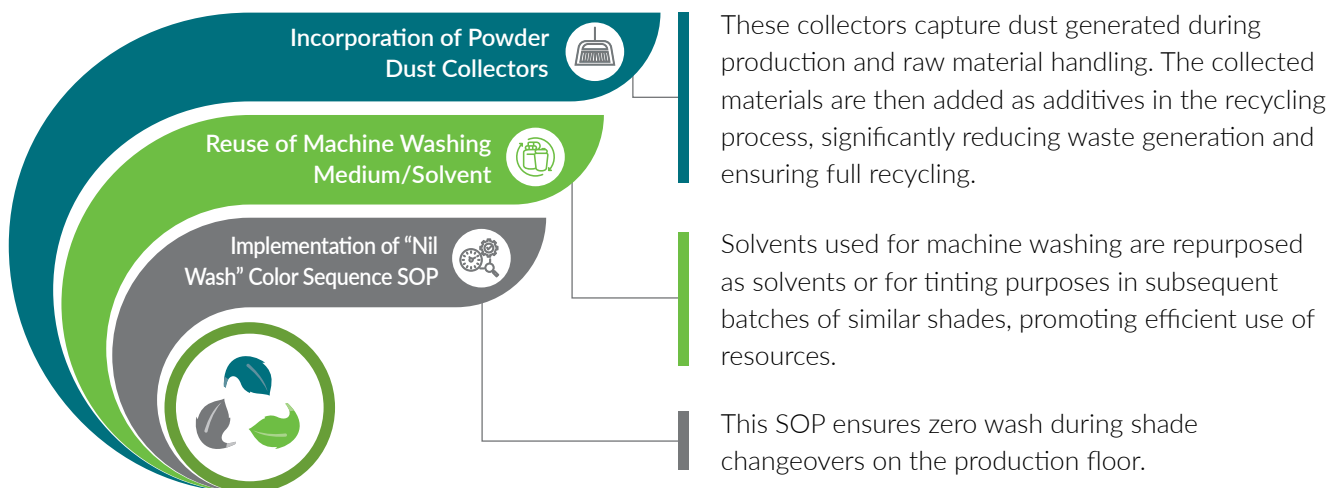 Incorporation of Powder
Dust Collectors
These collectors capture dust generated during
production and raw material handling. The collected
materials are then added as additives in the recycling
process, significantly reducing waste generation and
ensuring full recycling.
Reuse of Machine Washing
Medium/Solvent
Solvents used for machine washing are repurposed
as solvents or for tinting purposes in subsequent
batches of similar shades, promoting efficient use of
resources.
Implementation of “Nil
Wash” Color Sequence SOP
This SOP ensures zero wash during shade
changeovers on the production floor.